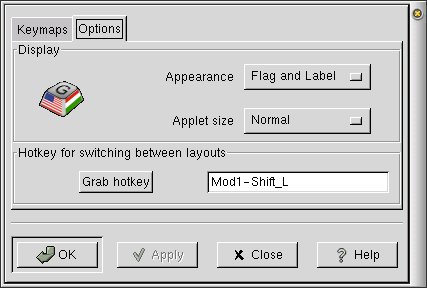 Keymaps Options
Display
G
Appearance Flag and Label
Applet size Normal
Hotkey for switching between layouts
Grab hotkey Mod1-Shift_L
OK Apply Close Help